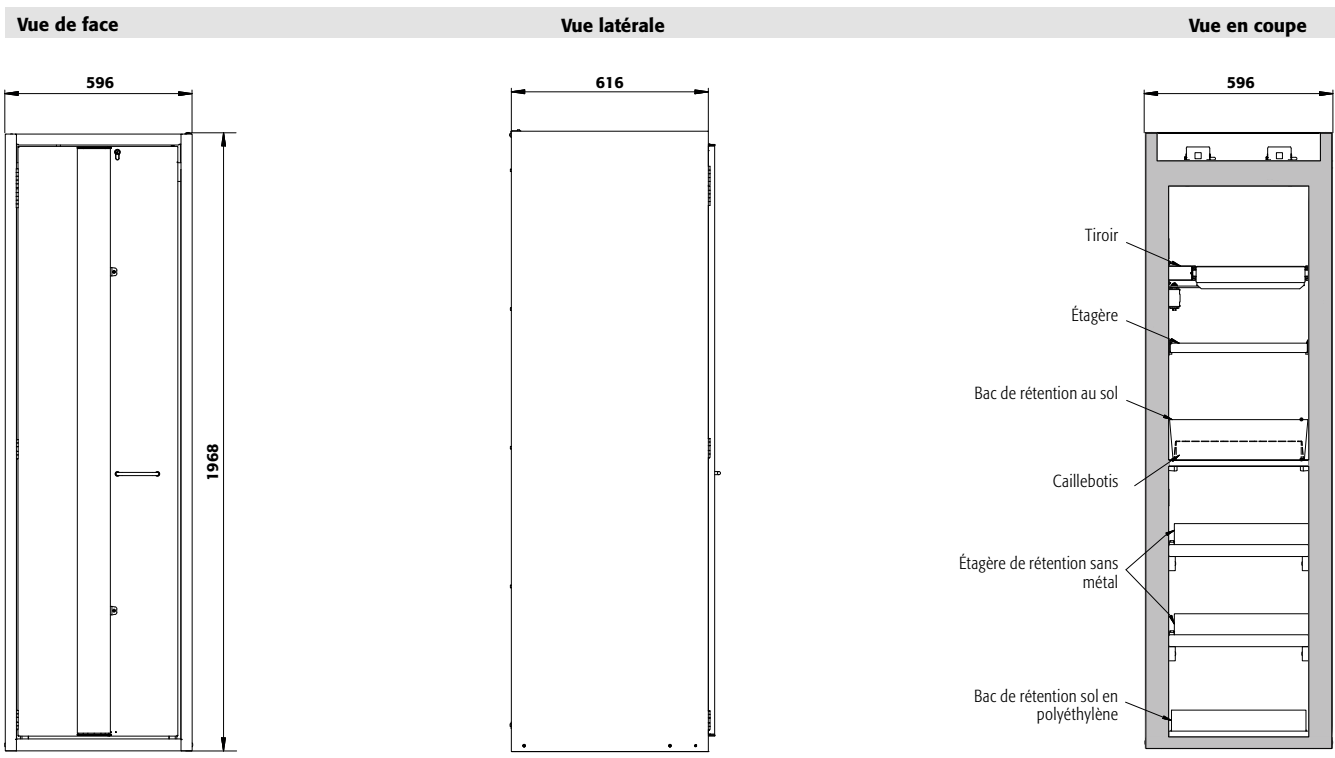 Vue de face
Vue latérale
Vue en coupe
596
616
596
1968
Tiroir
Étagère
Bac de rétention au sol
Caillebotis
Étagère de rétention sans
métal
Bac de rétention sol en
polyéthylène